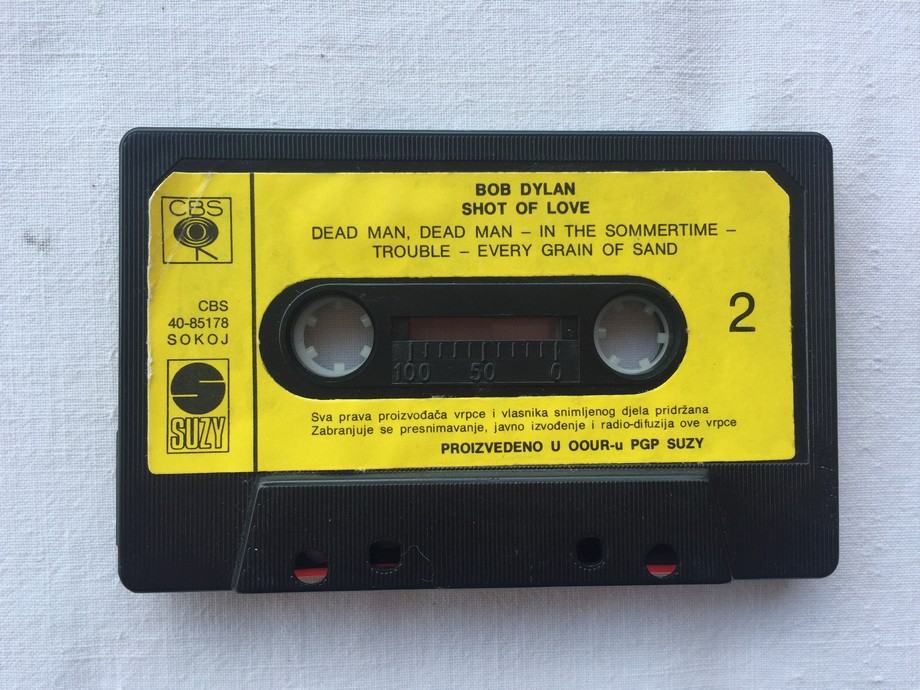 BOB DYLAN
SHOT OF LOVE
DEAD MAN, DEAD MAN – IN THE SOMMERTIME –
TROUBLE – EVERY GRAIN OF SAND
CBS
CBS
40-85178
SOKOJ
SUZY
2
100 50 0
Sva prava proizvođača vrpce i vlasnika snimljenog djela pridržana
Zabranjuje se presnimavanje, javno izvođenje i radio-difuzija ove vrpce
PROIZVEDENO U OOUR-u PGP SUZY